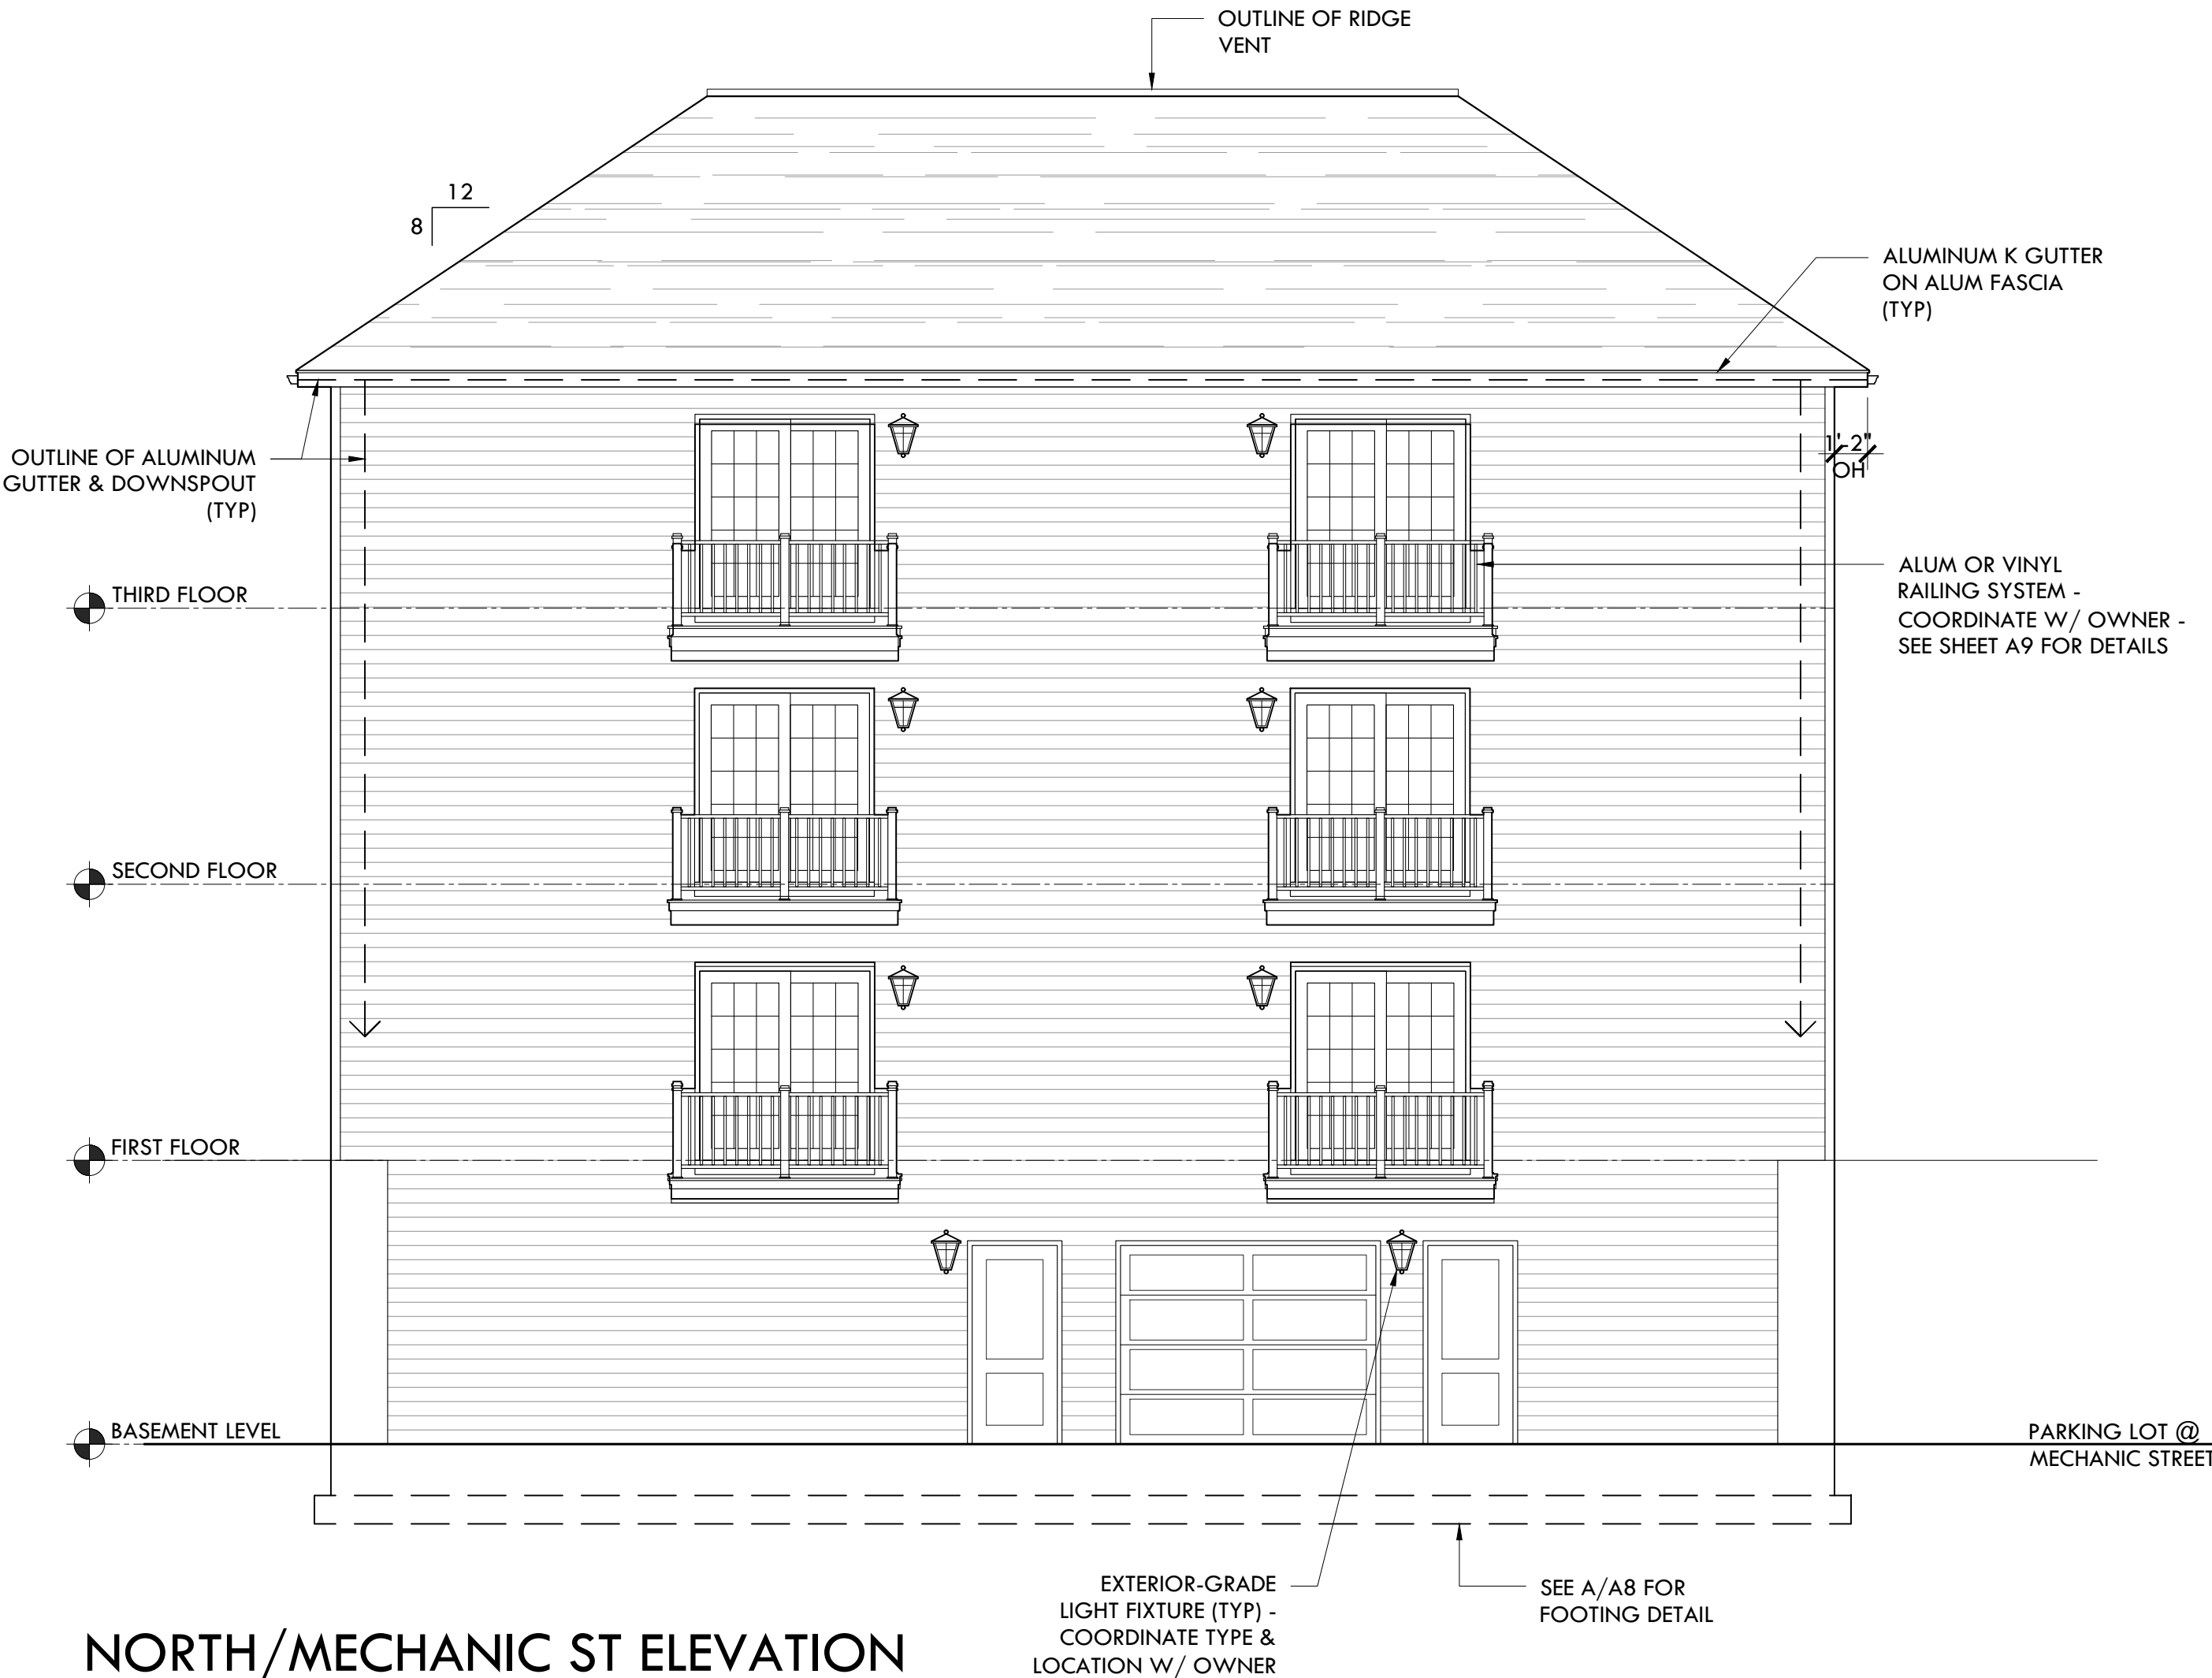 OUTLINE OF RIDGE
VENT
12
8
ALUMINUM K GUTTER
ON ALUM FASCIA
(TYP)
OUTLINE OF ALUMINUM
GUTTER & DOWNSPOUT
(TYP)
1'-2"
OH
ALUM OR VINYL
RAILING SYSTEM -
COORDINATE W/ OWNER -
SEE SHEET A9 FOR DETAILS
THIRD FLOOR
SECOND FLOOR
FIRST FLOOR
BASEMENT LEVEL
PARKING LOT @
MECHANIC STREET
EXTERIOR-GRADE
LIGHT FIXTURE (TYP) -
COORDINATE TYPE &
LOCATION W/ OWNER
SEE A/A8 FOR
FOOTING DETAIL
NORTH/MECHANIC ST ELEVATION